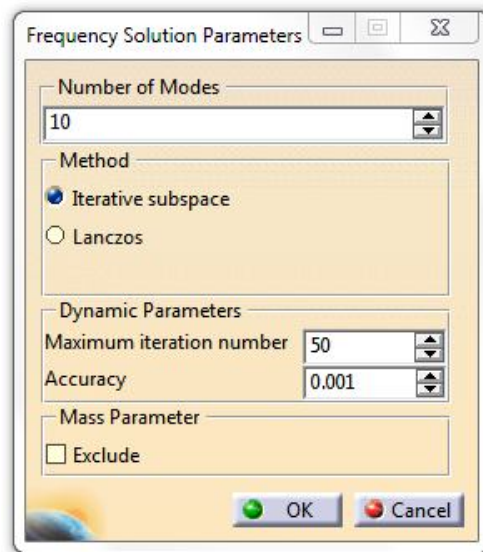 Frequency Solution Parameters
Number of Modes
10
Method
Iterative subspace
Lanczos
Dynamic Parameters
Maximum iteration number 50
Accuracy 0.001
Mass Parameter
Exclude
OK Cancel